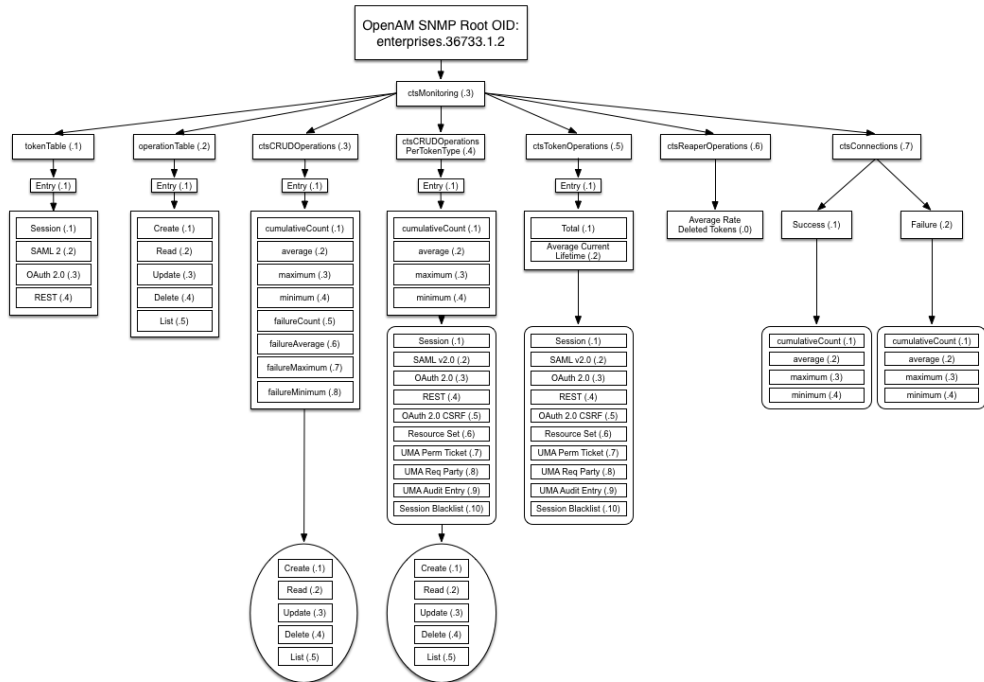 OpenAM SNMP Root OID:
enterprises.36733.1.2
ctsMonitoring (.3)
tokenTable (.1)
operationTable (.2)
ctsCRUDOperations (.3)
ctsCRUDOperations
PerTokenType (.4)
ctsTokenOperations (.5)
ctsReaperOperations (.6)
ctsConnections (.7)
Entry (.1)
Entry (.1)
Entry (.1)
Entry (.1)
Entry (.1)
Session (.1)
SAML 2 (.2)
OAuth 2.0 (.3)
REST (.4)
Create (.1)
Read (.2)
Update (.3)
Delete (.4)
List (.5)
cumulativeCount (.1)
average (.2)
maximum (.3)
minimum (.4)
failureCount (.5)
failureAverage (.6)
failureMaximum (.7)
failureMinimum (.8)
Create (.1)
Read (.2)
Update (.3)
Delete (.4)
List (.5)
cumulativeCount (.1)
average (.2)
maximum (.3)
minimum (.4)
Session (.1)
SAML v2.0 (.2)
OAuth 2.0 (.3)
REST (.4)
OAuth 2.0 CSRF (.5)
Resource Set (.6)
UMA Perm Ticket (.7)
UMA Req Party (.8)
UMA Audit Entry (.9)
Session Blacklist (.10)
Create (.1)
Read (.2)
Update (.3)
Delete (.4)
List (.5)
Total (.1)
Average Current
Lifetime (.2)
Session (.1)
SAML v2.0 (.2)
OAuth 2.0 (.3)
REST (.4)
OAuth 2.0 CSRF (.5)
Resource Set (.6)
UMA Perm Ticket (.7)
UMA Req Party (.8)
UMA Audit Entry (.9)
Session Blacklist (.10)
Average Rate
Deleted Tokens (.0)
Success (.1)
Failure (.2)
cumulativeCount (.1)
average (.2)
maximum (.3)
minimum (.4)
cumulativeCount (.1)
average (.2)
maximum (.3)
minimum (.4)